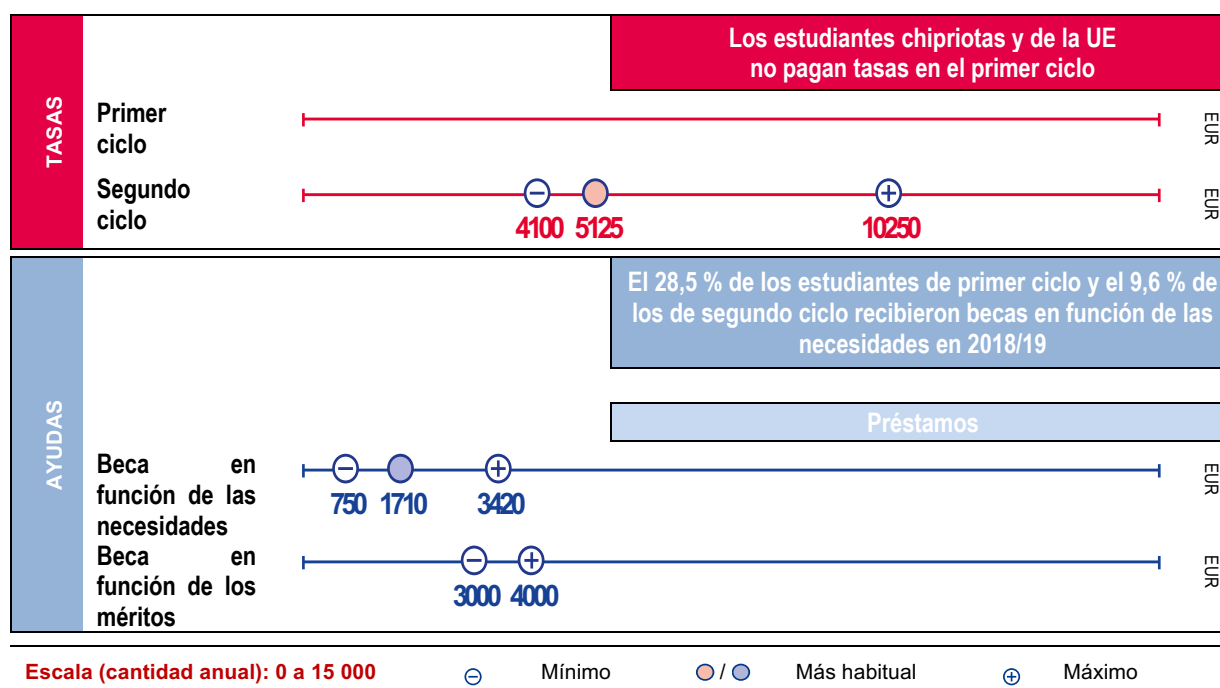 Los estudiantes chipriotas y de la UE
no pagan tasas en el primer ciclo
TASAS
Primer
ciclo
EUR
Segundo
ciclo
4100 5125 10250
EUR
El 28,5 % de los estudiantes de primer ciclo y el 9,6 % de
los de segundo ciclo recibieron becas en función de las
necesidades en 2018/19
AYUDAS
Préstamos
Beca en
función de las
necesidades
750 1710 3420
EUR
Beca en
función de los
méritos
3000 4000
EUR
Escala (cantidad anual): 0 a 15 000 Mínimo / Más habitual Máximo